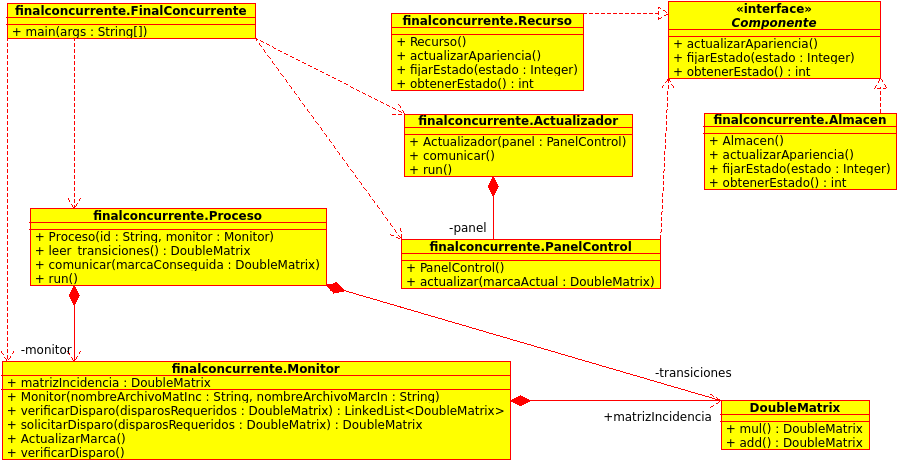 finalconcurrente.FinalConcurrente
+ main(args : String[])
finalconcurrente.Recurso
+ Recurso()
+ actualizarApariencia()
+ fijarEstado(estado : Integer)
+ obtenerEstado() : int
«interface»
Componente
+ actualizarApariencia()
+ fijarEstado(estado : Integer)
+ obtenerEstado() : int
finalconcurrente.Actualizador
+ Actualizador(panel : PanelControl)
+ comunicar()
+ run()
finalconcurrente.Almacen
+ Almacen()
+ actualizarApariencia()
+ fijarEstado(estado : Integer)
+ obtenerEstado() : int
finalconcurrente.Proceso
+ Proceso(id : String, monitor : Monitor)
+ leer_transiciones() : DoubleMatrix
+ comunicar(marcaConseguida : DoubleMatrix)
+ run()
-panel
finalconcurrente.PanelControl
+ PanelControl()
+ actualizar(marcaActual : DoubleMatrix)
-monitor
finalconcurrente.Monitor
+ matrizIncidencia : DoubleMatrix
+ Monitor(nombreArchivoMatInc : String, nombreArchivoMarcIn : String)
+ verificarDisparo(disparosRequeridos : DoubleMatrix) : LinkedList<DoubleMatrix>
+ solicitarDisparo(disparosRequeridos : DoubleMatrix) : DoubleMatrix
+ ActualizarMarca()
+ verificarDisparo()
-transiciones
+matrizIncidencia
DoubleMatrix
+ mul() : DoubleMatrix
+ add() : DoubleMatrix